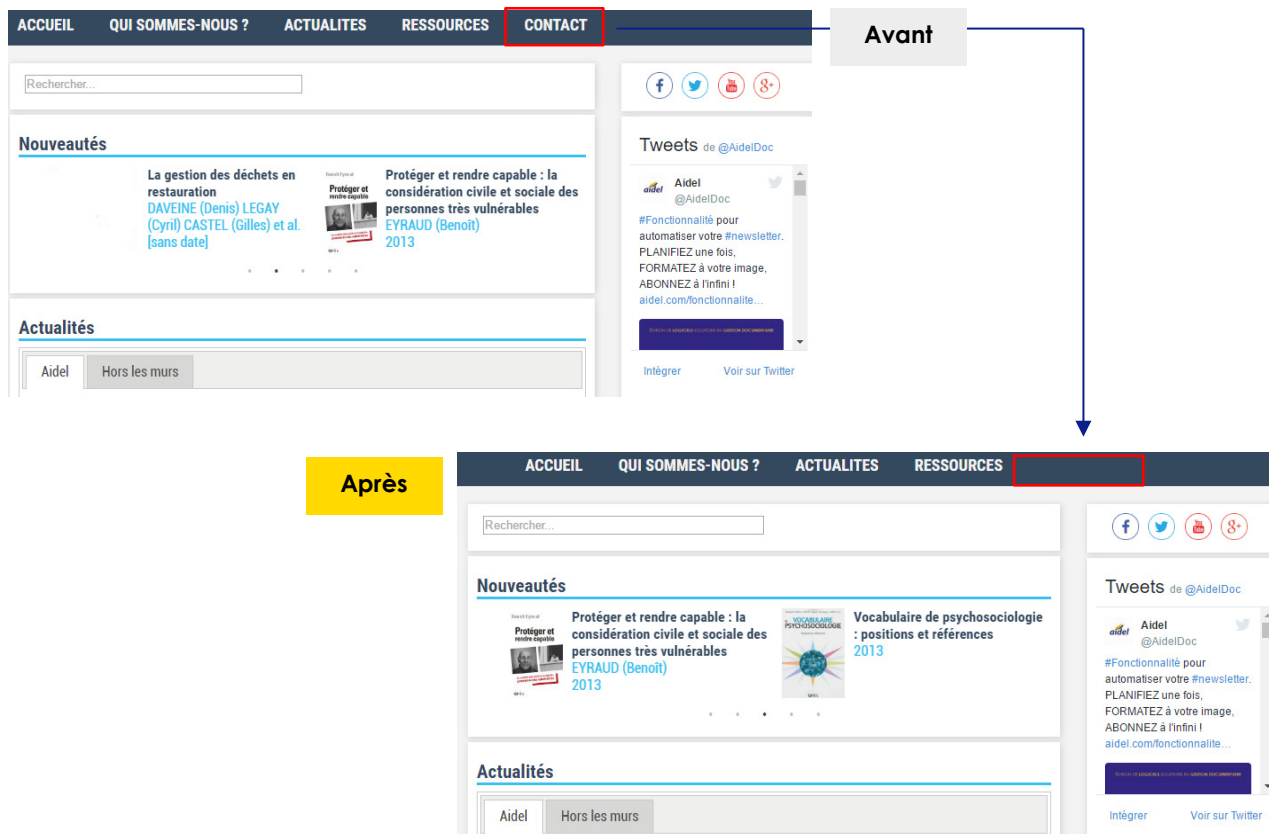 ACCUEIL QUI SOMMES-NOUS ? ACTUALITES RESSOURCES CONTACT
Avant
Rechercher...
Nouveautés
La gestion des déchets en
restauration
DAVEINE (Denis) LEGAY
(Cyril) CASTEL (Gilles) et al.
[sans date]
Protéger et
rendre capable
Protéger et rendre capable : la
considération civile et sociale des
personnes très vulnérables
EYRAUD (Benoît)
2013
Tweets de @AidelDoc
aidel
Aidel
@AidelDoc
#Fonctionnalité pour
automatiser votre #newsletter.
PLANIFIEZ une fois,
FORMATEZ à votre image,
ABONNEZ à l'infini !
aidel.com/fonctionnalite…
Intégrer Voir sur Twitter
Actualités
Aidel Hors les murs
Après
ACCUEIL QUI SOMMES-NOUS ? ACTUALITES RESSOURCES
Rechercher...
Nouveautés
Protéger et
rendre capable
Protéger et rendre capable : la
considération civile et sociale des
personnes très vulnérables
EYRAUD (Benoît)
2013
VOCABULAIRE
PSYCHOSOCIOLOGIE
Vocabulaire de psychosociologie
: positions et références
2013
Tweets de @AidelDoc
aidel
Aidel
@AidelDoc
#Fonctionnalité pour
automatiser votre #newsletter.
PLANIFIEZ une fois,
FORMATEZ à votre image,
ABONNEZ à l'infini !
aidel.com/fonctionnalite…
Intégrer Voir sur Twitter
Actualités
Aidel Hors les murs